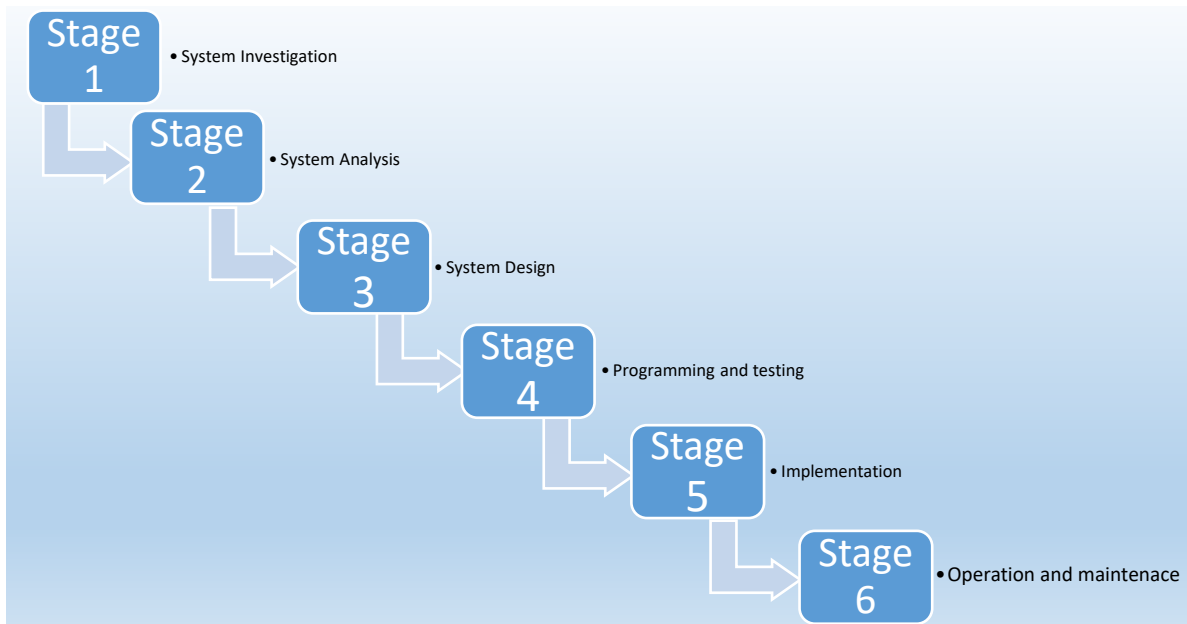 Stage
1
• System Investigation
Stage
2
• System Analysis
Stage
3
• System Design
Stage
4
• Programming and testing
Stage
5
• Implementation
Stage
6
• Operation and maintenace